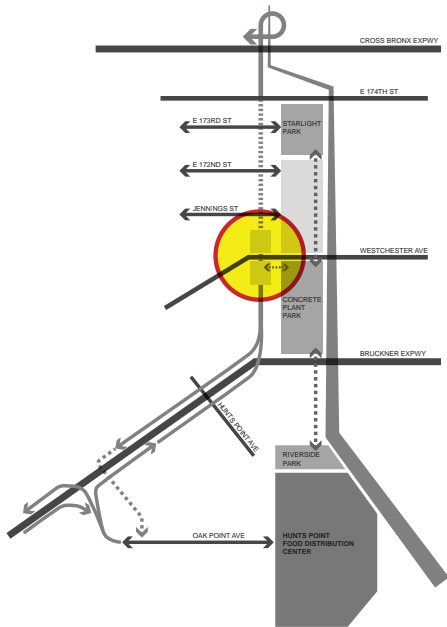 CROSS BRONX EXPWY
E 174TH ST
E 173RD ST
STARLIGHT
PARK
E 172ND ST
JENNINGS ST
WESTCHESTER AVE
CONCRETE
PLANT
PARK
BRUCKNER EXPWY
HUNTS POINT AVE
RIVERSIDE
PARK
OAK POINT AVE
HUNTS POINT
FOOD DISTRIBUTION
CENTER